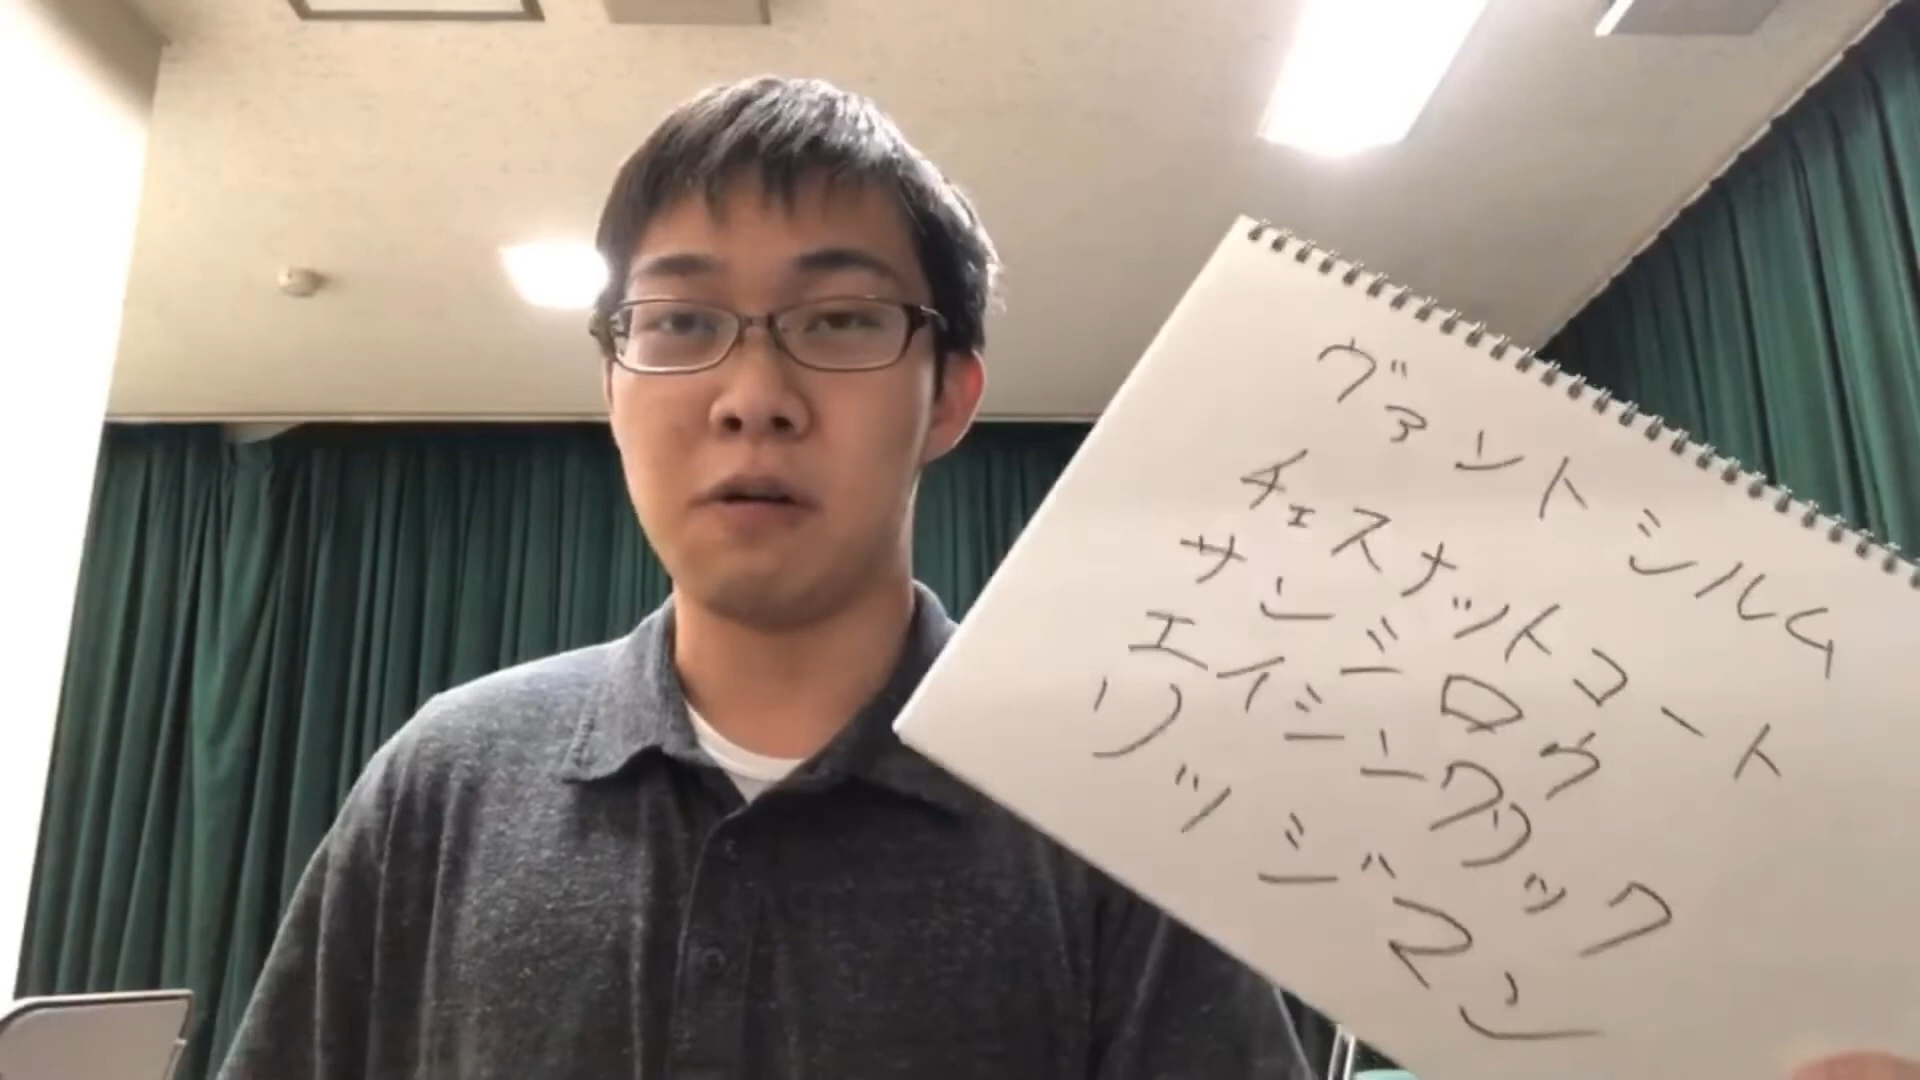 ヴァントシルム
チェスナットコート
サンジロウ
エイシンクリック
リッジマン